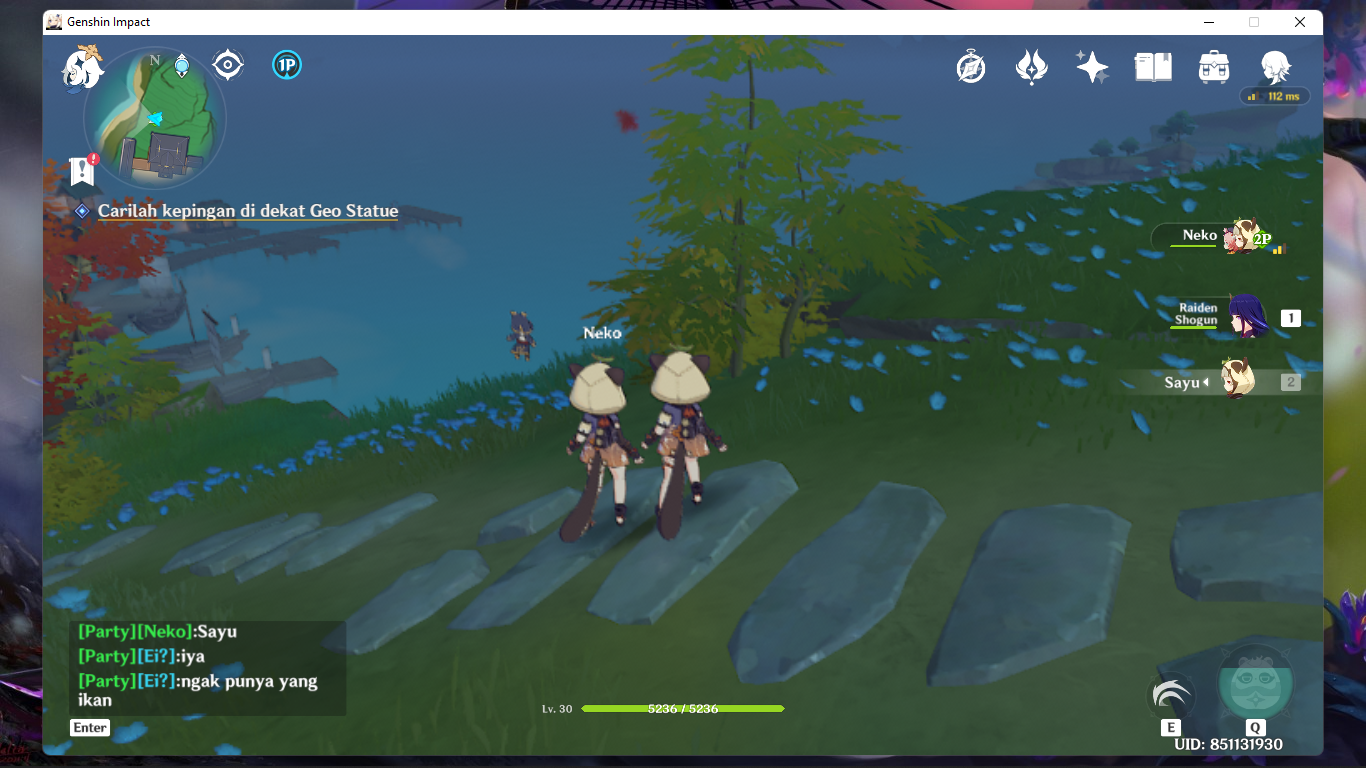 Genshin Impact
N
1P
112 ms
Carilah kepingan di dekat Geo Statue
Neko
2P
Raiden
Shogun
1
Neko
Sayu
2
[Party][Neko]:Sayu
[Party][Ei?]:iya
[Party][Ei?]:ngak punya yang
ikan
Enter
Lv. 30
5236 / 5236
E
Q
UID: 851131930